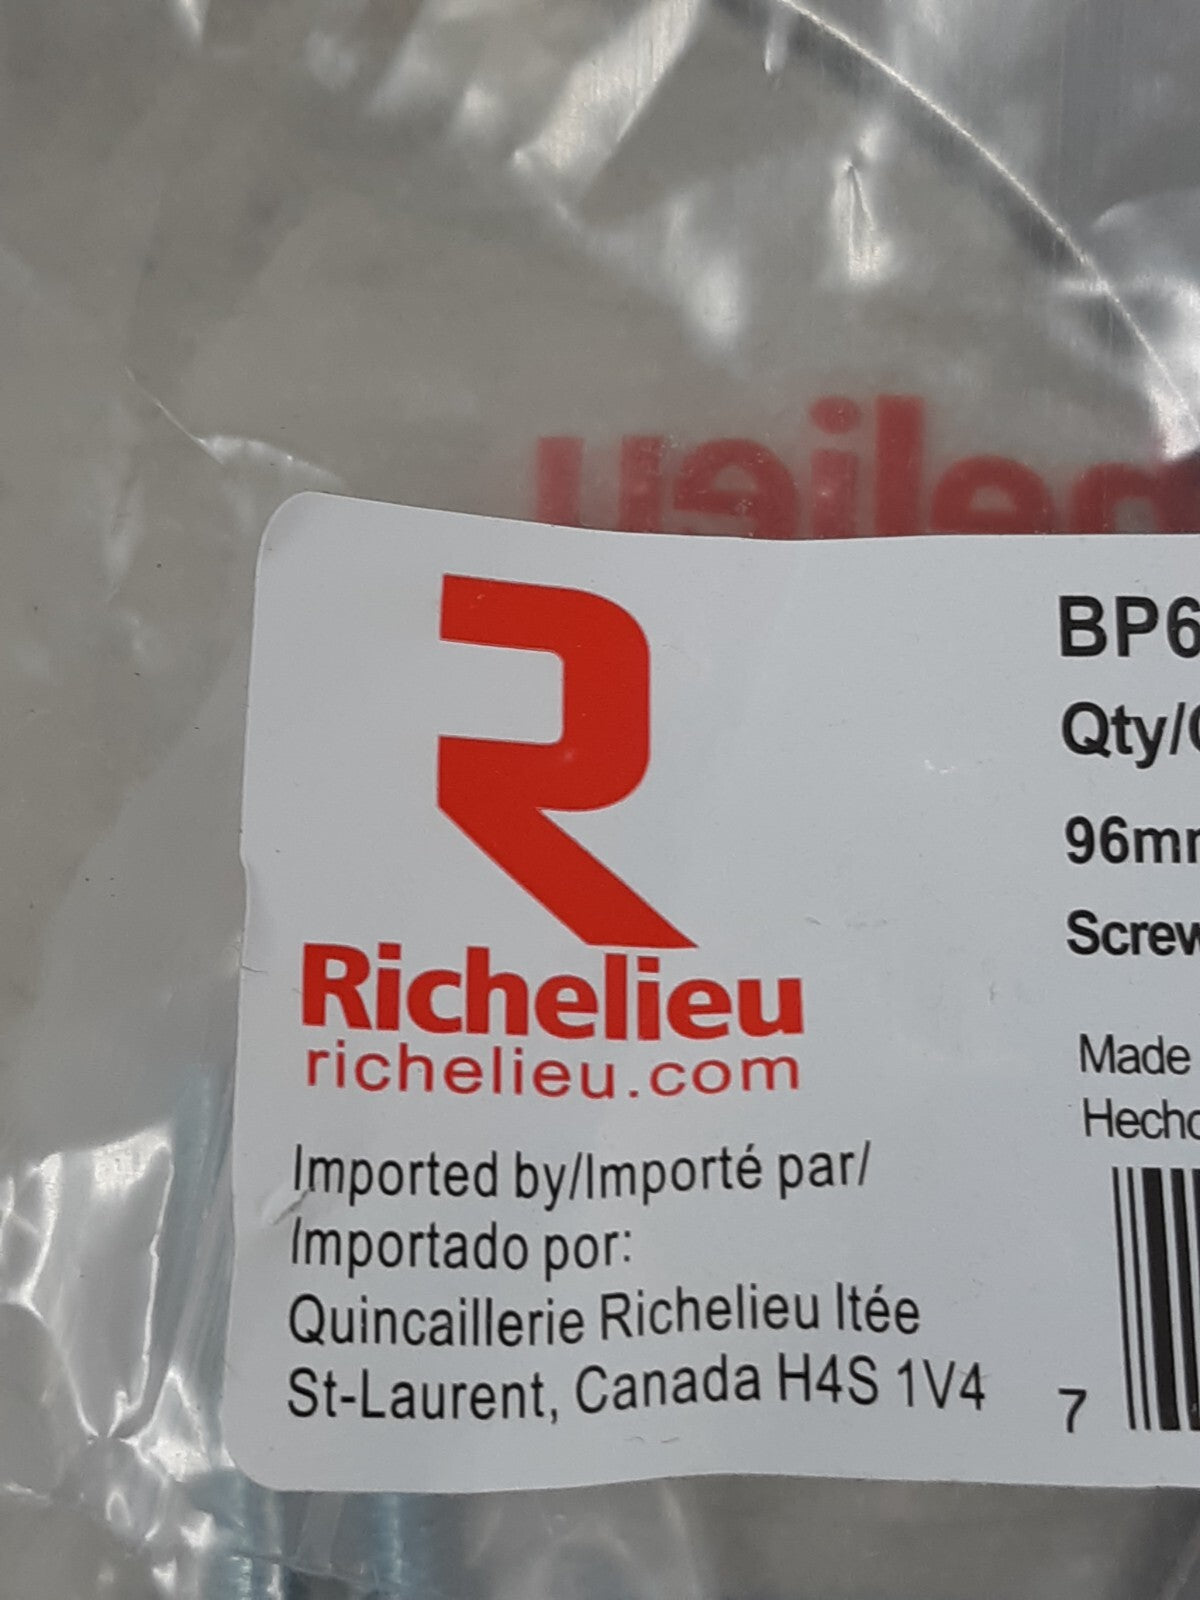 Richelieu
richelieu.com
Imported by/Importé par/
Importado por:
Quincaillerie Richelieu ltée
St-Laurent, Canada H4S 1V4
BP6
Qty/
96mm
Screw
Made
Hecho
7